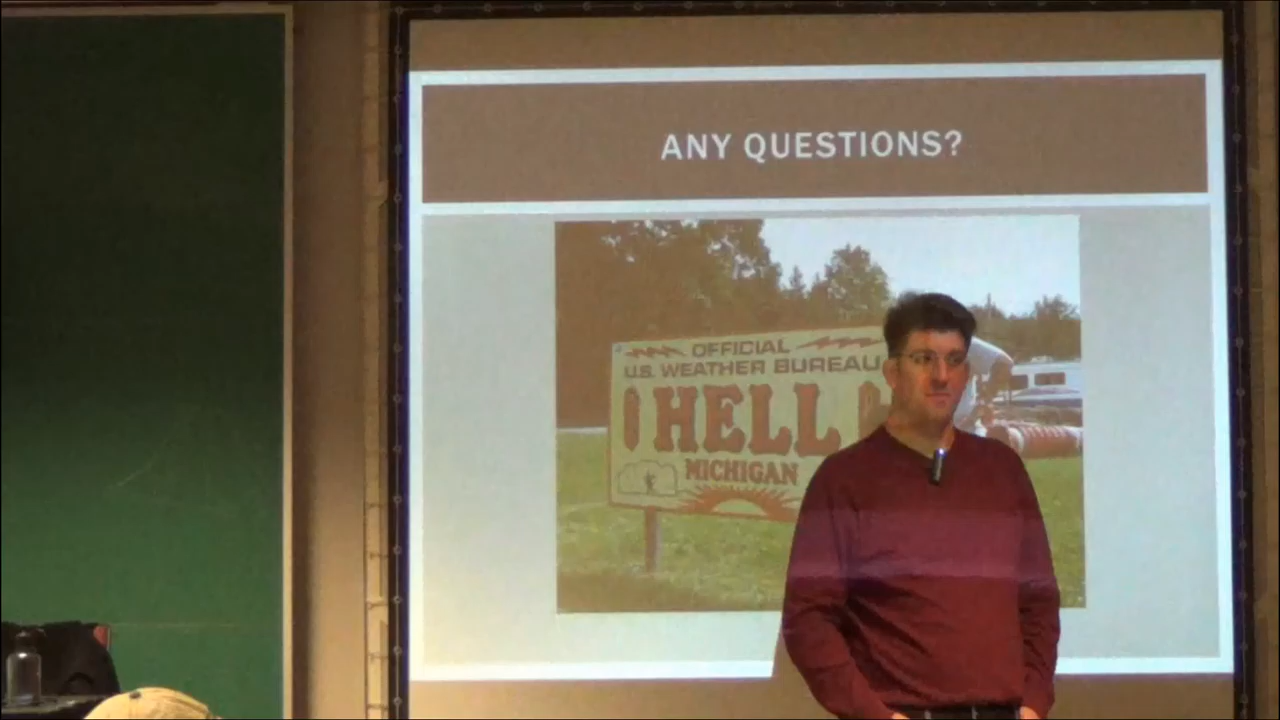 ANY QUESTIONS?
OFFICIAL
U.S. WEATHER BUREAU
HELL
MICHIGAN